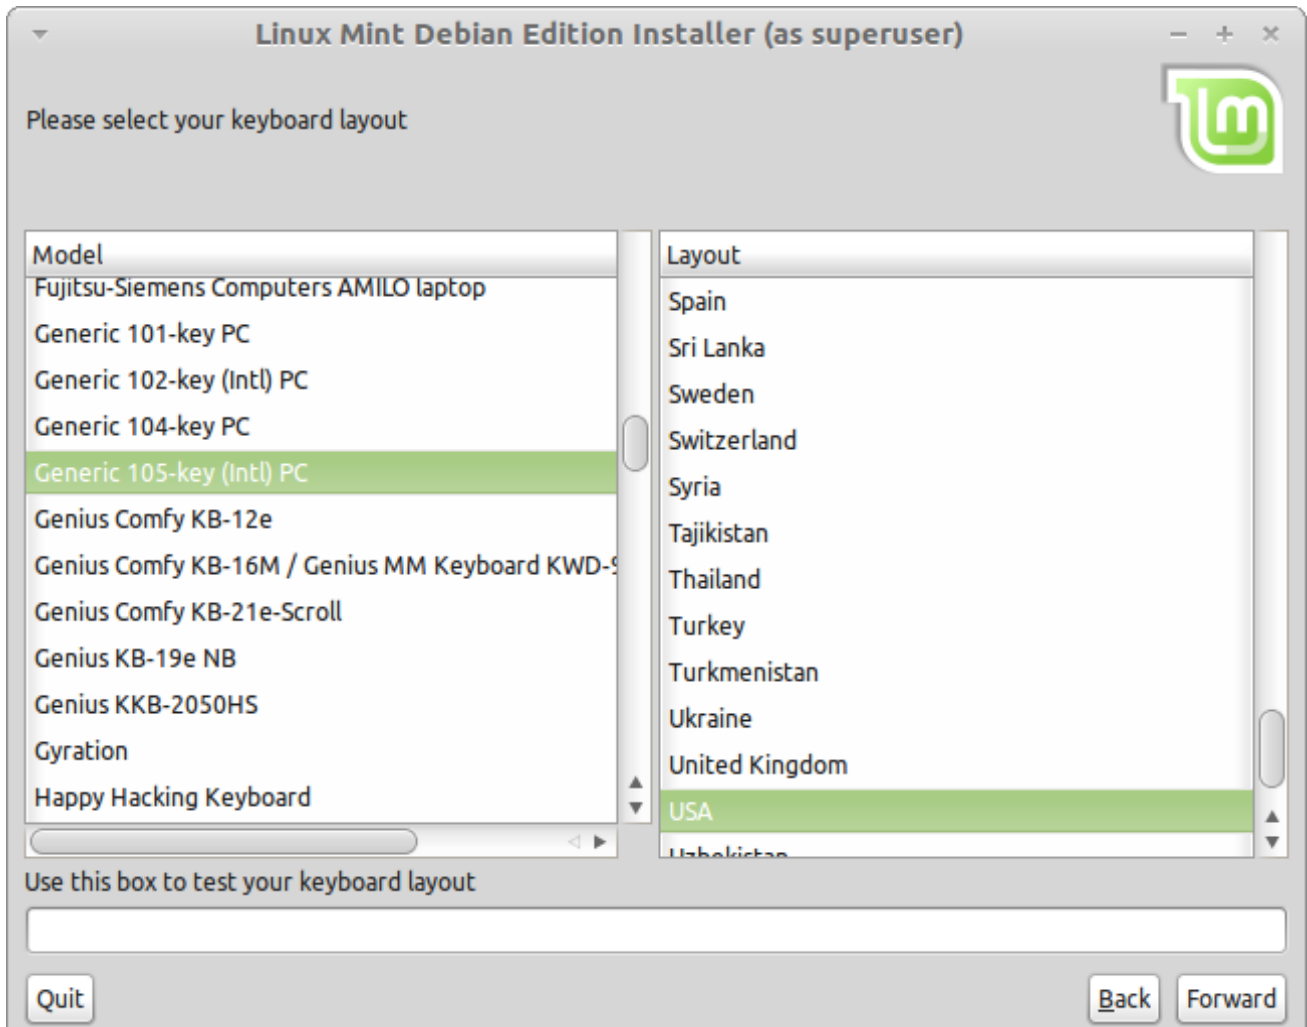 Linux Mint Debian Edition Installer (as superuser)
Please select your keyboard layout
Model
Fujitsu-Siemens Computers AMILO laptop
Generic 101-key PC
Generic 102-key (Intl) PC
Generic 104-key PC
Generic 105-key (Intl) PC
Genius Comfy KB-12e
Genius Comfy KB-16M / Genius MM Keyboard KWD-9
Genius Comfy KB-21e-Scroll
Genius KB-19e NB
Genius KKB-2050HS
Gyration
Happy Hacking Keyboard
Layout
Spain
Sri Lanka
Sweden
Switzerland
Syria
Tajikistan
Thailand
Turkey
Turkmenistan
Ukraine
United Kingdom
USA
Uzbekistan
Use this box to test your keyboard layout
Quit
Back
Forward